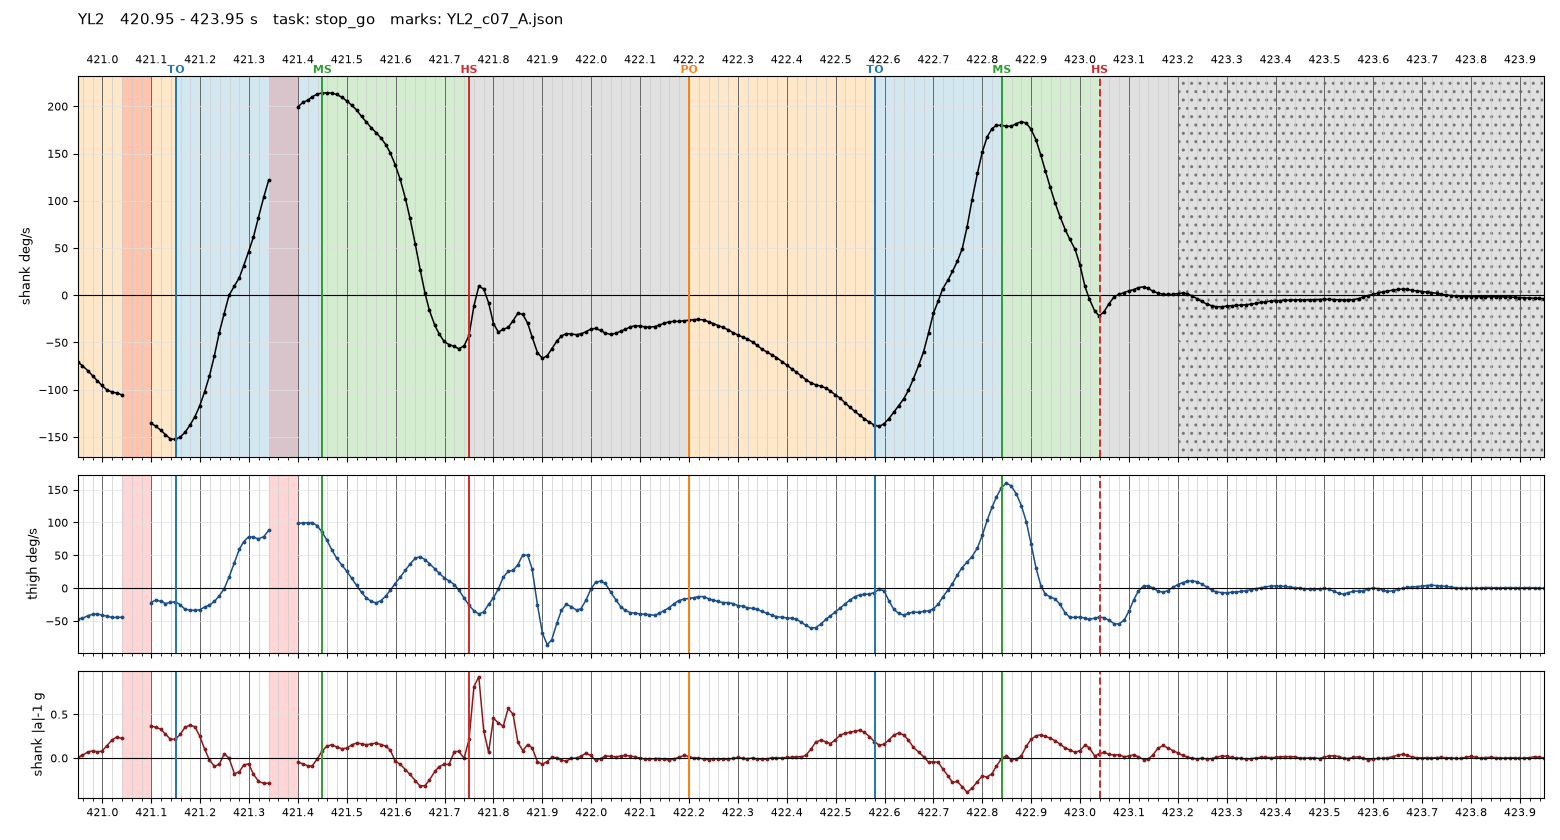 YL2 420.95 - 423.95 s task: stop_go marks: YL2_c07_A.json
421.0 421.1 421.2 421.3 421.4 421.5 421.6 421.7 421.8 421.9 422.0 422.1 422.2 422.3 422.4 422.5 422.6 422.7 422.8 422.9 423.0 423.1 423.2 423.3 423.4 423.5 423.6 423.7 423.8 423.9
TO MS HS PO TO MS HS
shank deg/s
200
150
100
50
0
−50
−100
−150
thigh deg/s
150
100
50
0
−50
shank |a|-1 g
0.5
0.0
421.0 421.1 421.2 421.3 421.4 421.5 421.6 421.7 421.8 421.9 422.0 422.1 422.2 422.3 422.4 422.5 422.6 422.7 422.8 422.9 423.0 423.1 423.2 423.3 423.4 423.5 423.6 423.7 423.8 423.9